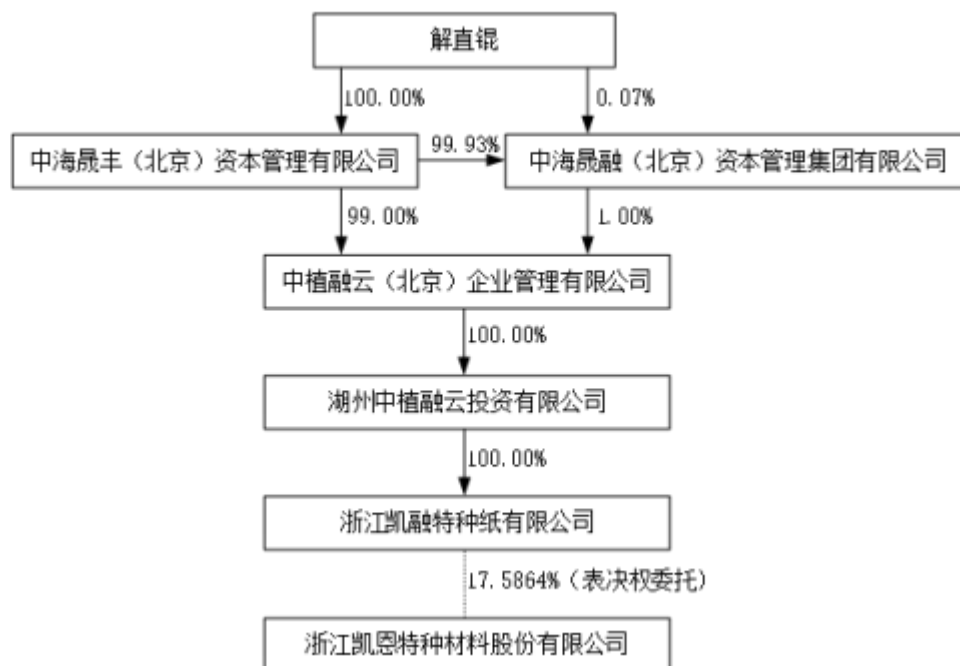 解直锟
100.00%
0.07%
中海晟丰（北京）资本管理有限公司
99.93%
中海晟融（北京）资本管理集团有限公司
99.00%
1.00%
中植融云（北京）企业管理有限公司
100.00%
湖州中植融云投资有限公司
100.00%
浙江凯融特种纸有限公司
17.5864%（表决权委托）
浙江凯恩特种材料股份有限公司